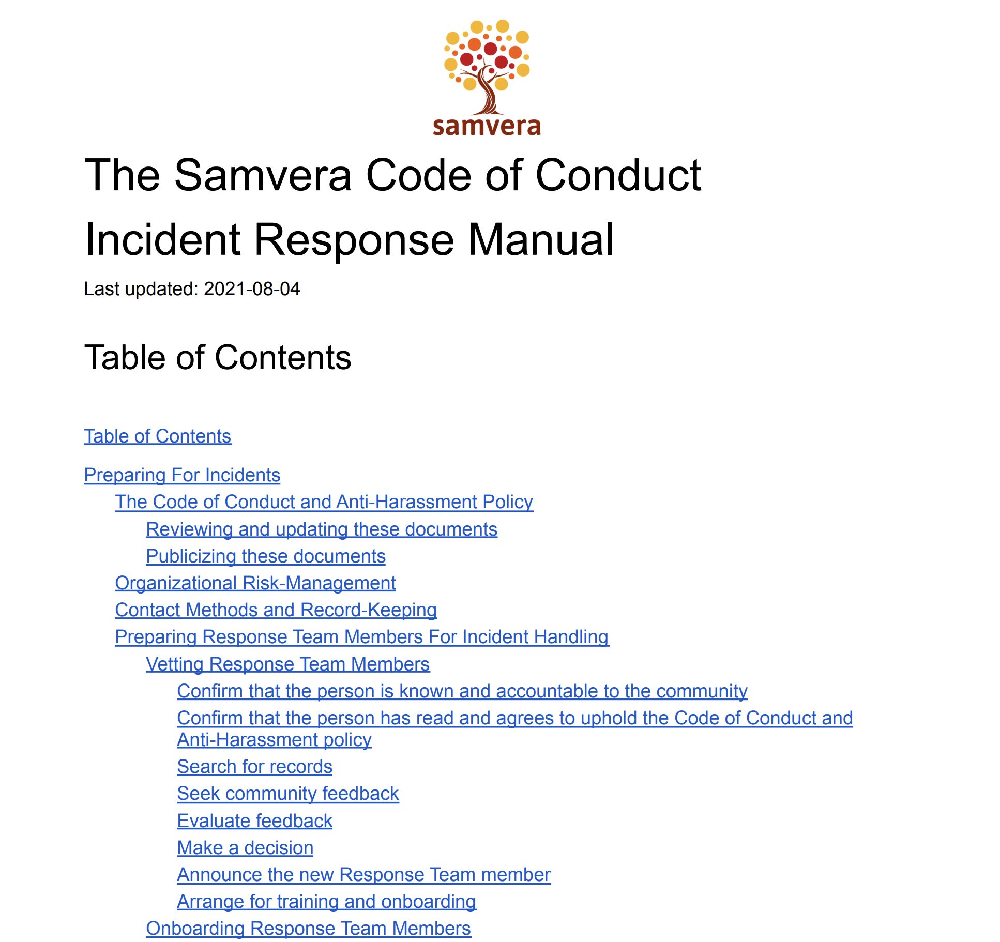 samvera
The Samvera Code of Conduct
Incident Response Manual
Last updated: 2021-08-04
Table of Contents
Table of Contents
Preparing For Incidents
The Code of Conduct and Anti-Harassment Policy
Reviewing and updating these documents
Publicizing these documents
Organizational Risk-Management
Contact Methods and Record-Keeping
Preparing Response Team Members For Incident Handling
Vetting Response Team Members
Confirm that the person is known and accountable to the community
Confirm that the person has read and agrees to uphold the Code of Conduct and
Anti-Harassment policy
Search for records
Seek community feedback
Evaluate feedback
Make a decision
Announce the new Response Team member
Arrange for training and onboarding
Onboarding Response Team Members